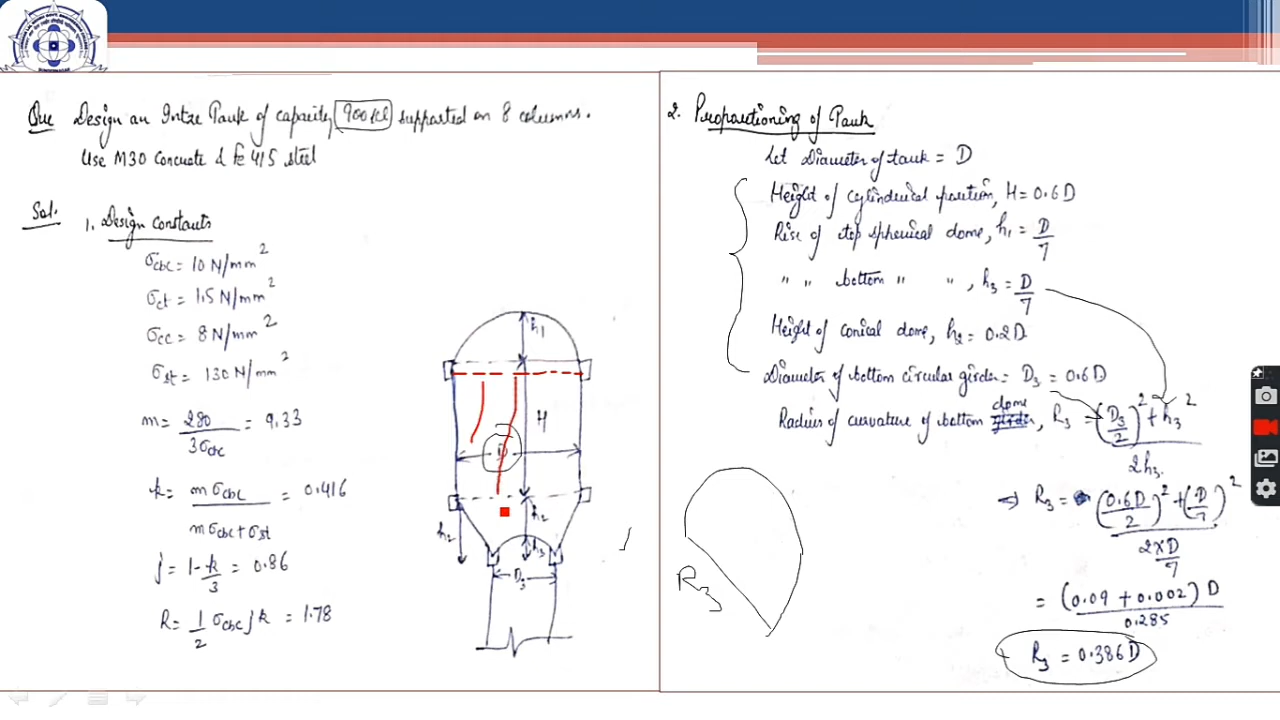 Que Design an Intze Tank of capacity 900 kl supported on 8 columns.
Use M30 Concrete & Fe 415 steel
Sol. 1. Design Constants
σcbc = 10 N/mm²
σct = 1.5 N/mm²
σcc = 8 N/mm²
σst = 130 N/mm²
m = 280 / 3σcbc = 9.33
k = mσcbc / mσcbc + σst = 0.416
j = 1 - k/3 = 0.86
R = 1/2 σcbc j k = 1.78
h1
H
D
h2
h2
h3
D3
2. Proportioning of Tank
Let Diameter of tank = D
Height of cylinderical portion, H = 0.6D
Rise of top spherical dome, h1 = D/7
" " bottom " ", h3 = D/7
Height of conical dome, h2 = 0.2D
Diameter of bottom circular girder = D3 = 0.6D
Radius of curvature of bottom dome, R3 = (D3/2)² + h3² / 2h3
R3
⇒ R3 = (0.6D/2)² + (D/7)² / 2×D/7
= (0.09 + 0.002) D / 0.285
R3 = 0.386D